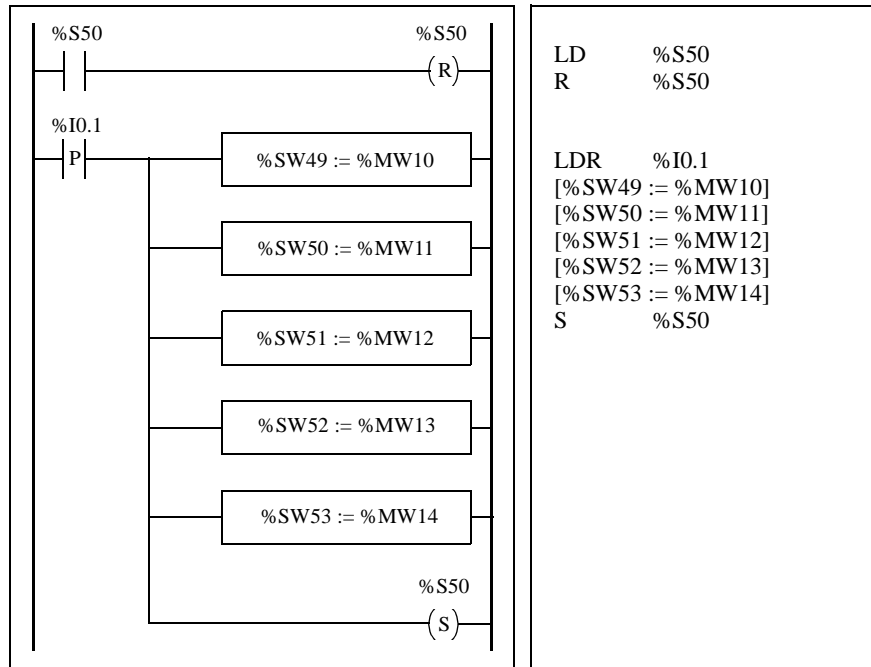 %S50 %S50
(R)
%I0.1
P
%SW49 := %MW10
%SW50 := %MW11
%SW51 := %MW12
%SW52 := %MW13
%SW53 := %MW14
%S50
(S)
LD %S50
R %S50
LDR %I0.1
[%SW49 := %MW10]
[%SW50 := %MW11]
[%SW51 := %MW12]
[%SW52 := %MW13]
[%SW53 := %MW14]
S %S50